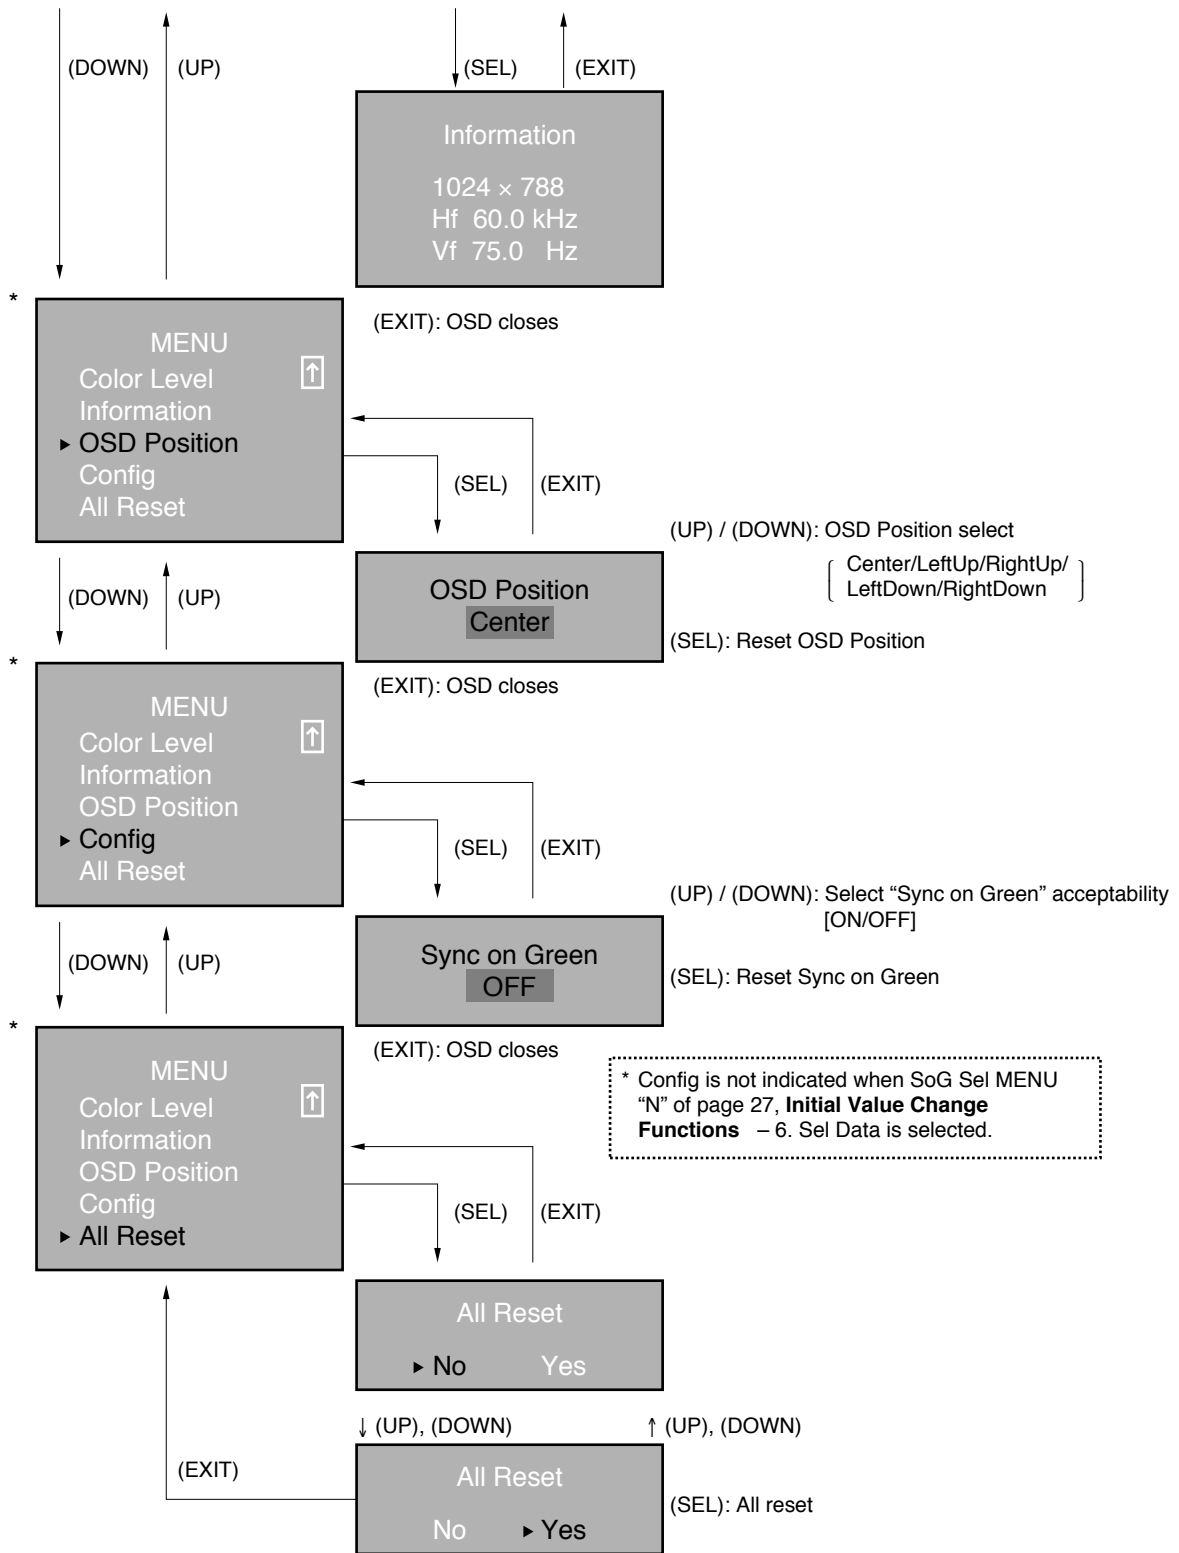 (DOWN) (UP) (SEL) (EXIT)
Information
1024 × 788
Hf 60.0 kHz
Vf 75.0 Hz
(EXIT): OSD closes
*
MENU
Color Level ↑
Information
▸ OSD Position
Config
All Reset
(SEL) (EXIT)
(UP) / (DOWN): OSD Position select
Center/LeftUp/RightUp/
LeftDown/RightDown
OSD Position
Center
(SEL): Reset OSD Position
(EXIT): OSD closes
(DOWN) (UP)
*
MENU
Color Level ↑
Information
OSD Position
▸ Config
All Reset
(SEL) (EXIT)
(UP) / (DOWN): Select “Sync on Green” acceptability
[ON/OFF]
Sync on Green
OFF
(SEL): Reset Sync on Green
(EXIT): OSD closes
(DOWN) (UP)
* Config is not indicated when SoG Sel MENU
“N” of page 27, Initial Value Change
Functions – 6. Sel Data is selected.
*
MENU
Color Level ↑
Information
OSD Position
Config
▸ All Reset
(SEL) (EXIT)
All Reset
▸ No Yes
↓ (UP), (DOWN) ↑ (UP), (DOWN)
(EXIT)
All Reset
No ▸ Yes
(SEL): All reset